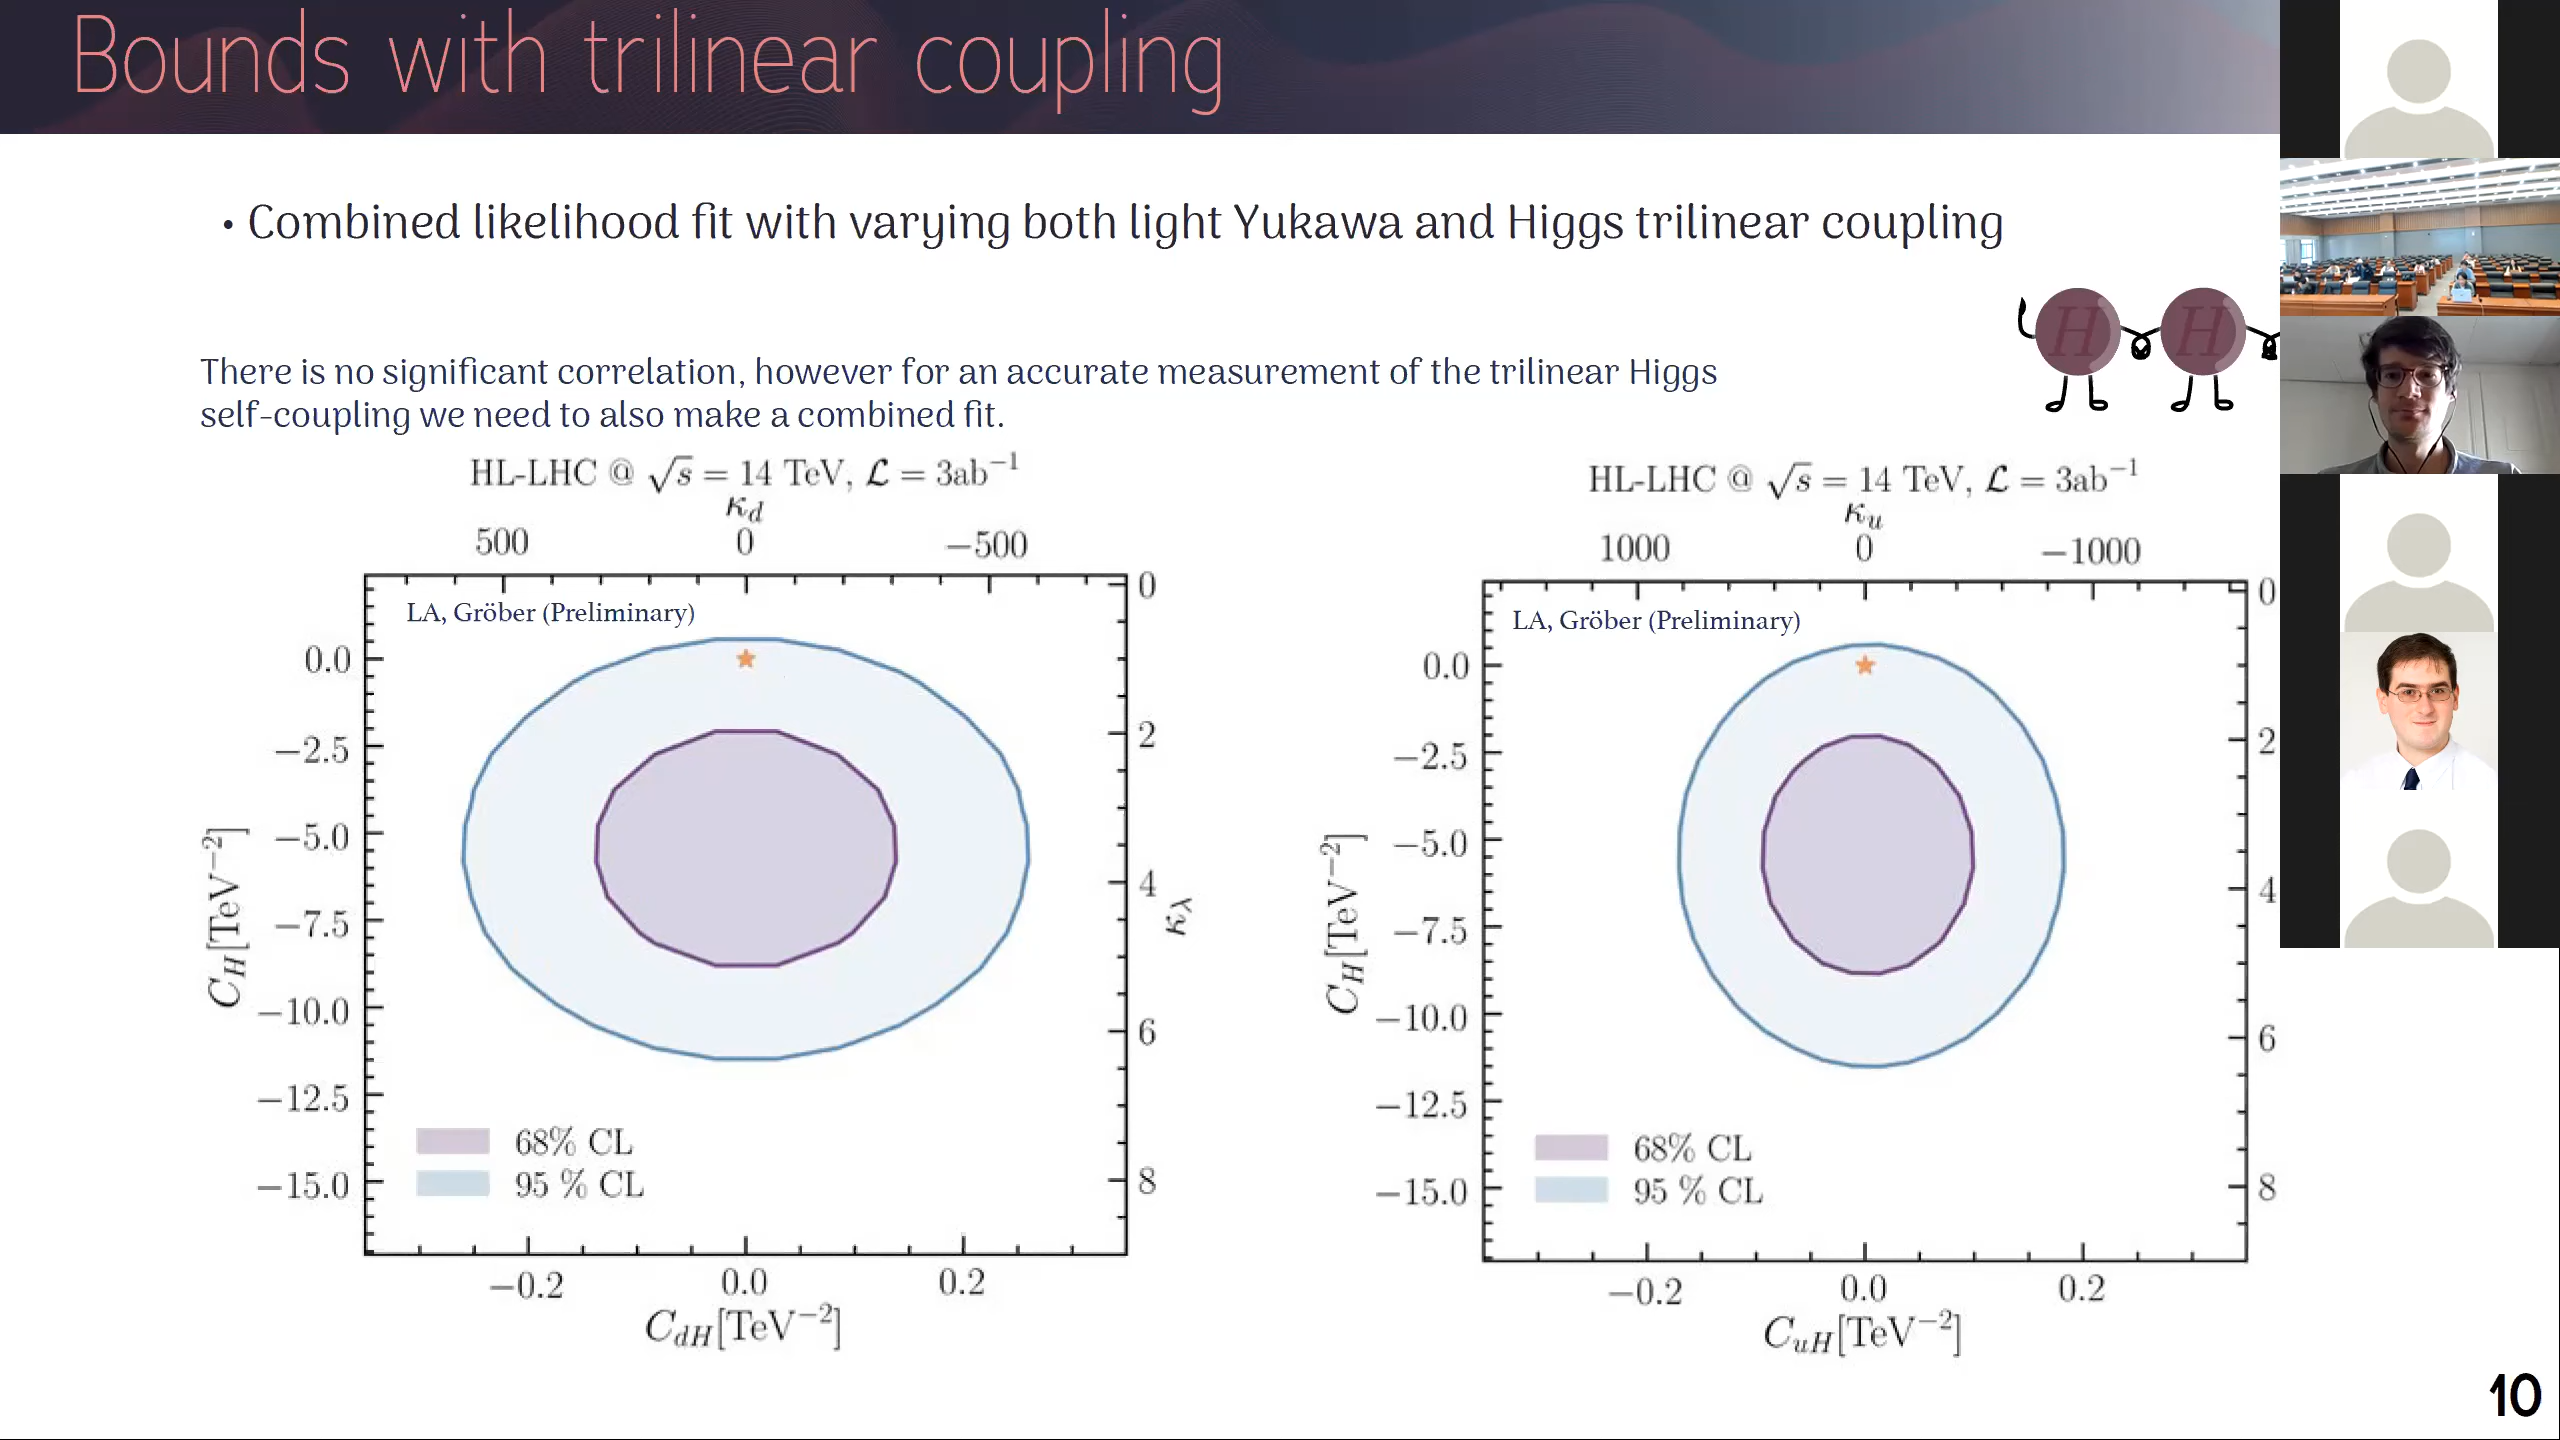 Bounds with trilinear coupling
• Combined likelihood fit with varying both light Yukawa and Higgs trilinear coupling
H H
There is no significant correlation, however for an accurate measurement of the trilinear Higgs
self-coupling we need to also make a combined fit.
HL-LHC @ √s = 14 TeV, ℒ = 3ab⁻¹
κ_d
500 0 −500
LA, Gröber (Preliminary)
0.0
−2.5
−5.0
−7.5
−10.0
−12.5
−15.0
C_H[TeV⁻²]
0
2
4
6
8
κ_λ
68% CL
95 % CL
−0.2 0.0 0.2
C_dH[TeV⁻²]
HL-LHC @ √s = 14 TeV, ℒ = 3ab⁻¹
κ_u
1000 0 −1000
LA, Gröber (Preliminary)
0.0
−2.5
−5.0
−7.5
−10.0
−12.5
−15.0
C_H[TeV⁻²]
0
2
4
6
8
68% CL
95 % CL
−0.2 0.0 0.2
C_uH[TeV⁻²]
10